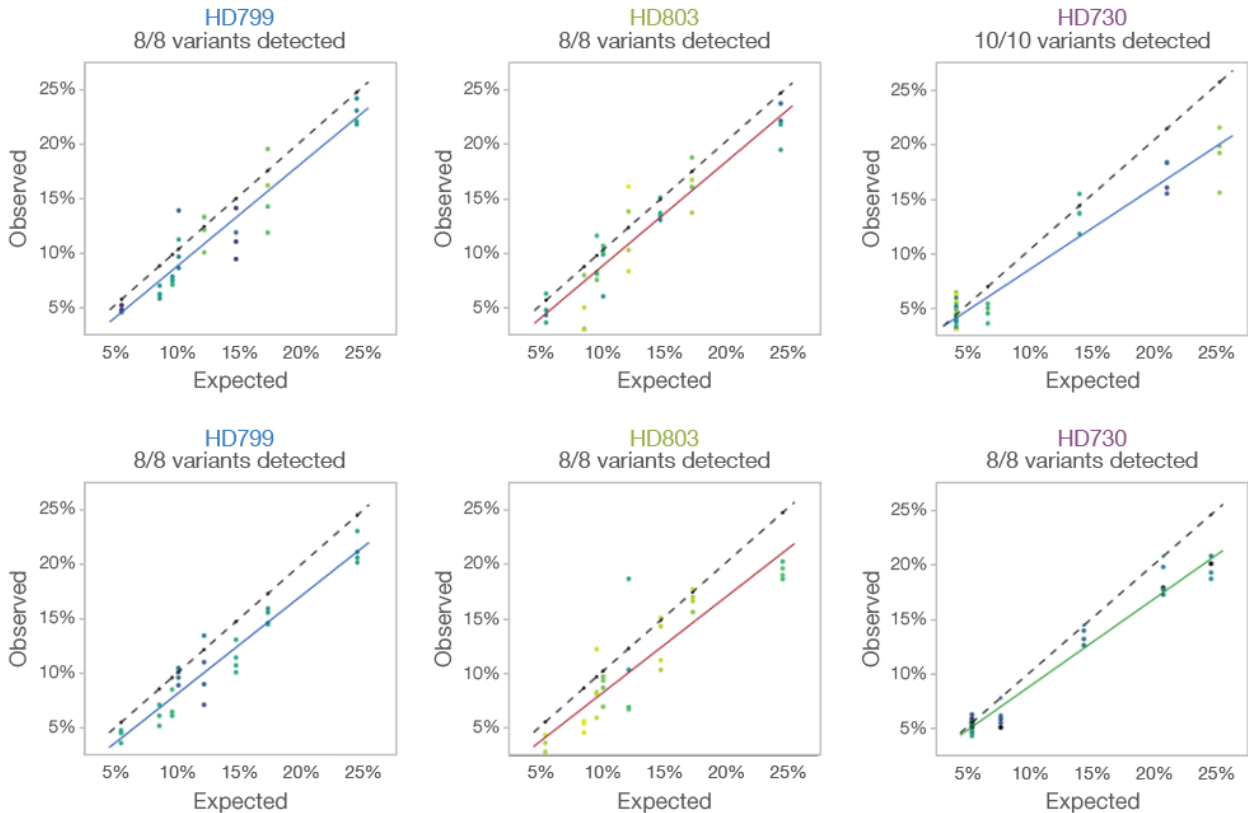 HD799
8/8 variants detected
25%
20%
15%
10%
5%
Observed
5% 10% 15% 20% 25%
Expected
HD803
8/8 variants detected
25%
20%
15%
10%
5%
Observed
5% 10% 15% 20% 25%
Expected
HD730
10/10 variants detected
25%
20%
15%
10%
5%
Observed
5% 10% 15% 20% 25%
Expected
HD799
8/8 variants detected
25%
20%
15%
10%
5%
Observed
5% 10% 15% 20% 25%
Expected
HD803
8/8 variants detected
25%
20%
15%
10%
5%
Observed
5% 10% 15% 20% 25%
Expected
HD730
8/8 variants detected
25%
20%
15%
10%
5%
Observed
5% 10% 15% 20% 25%
Expected